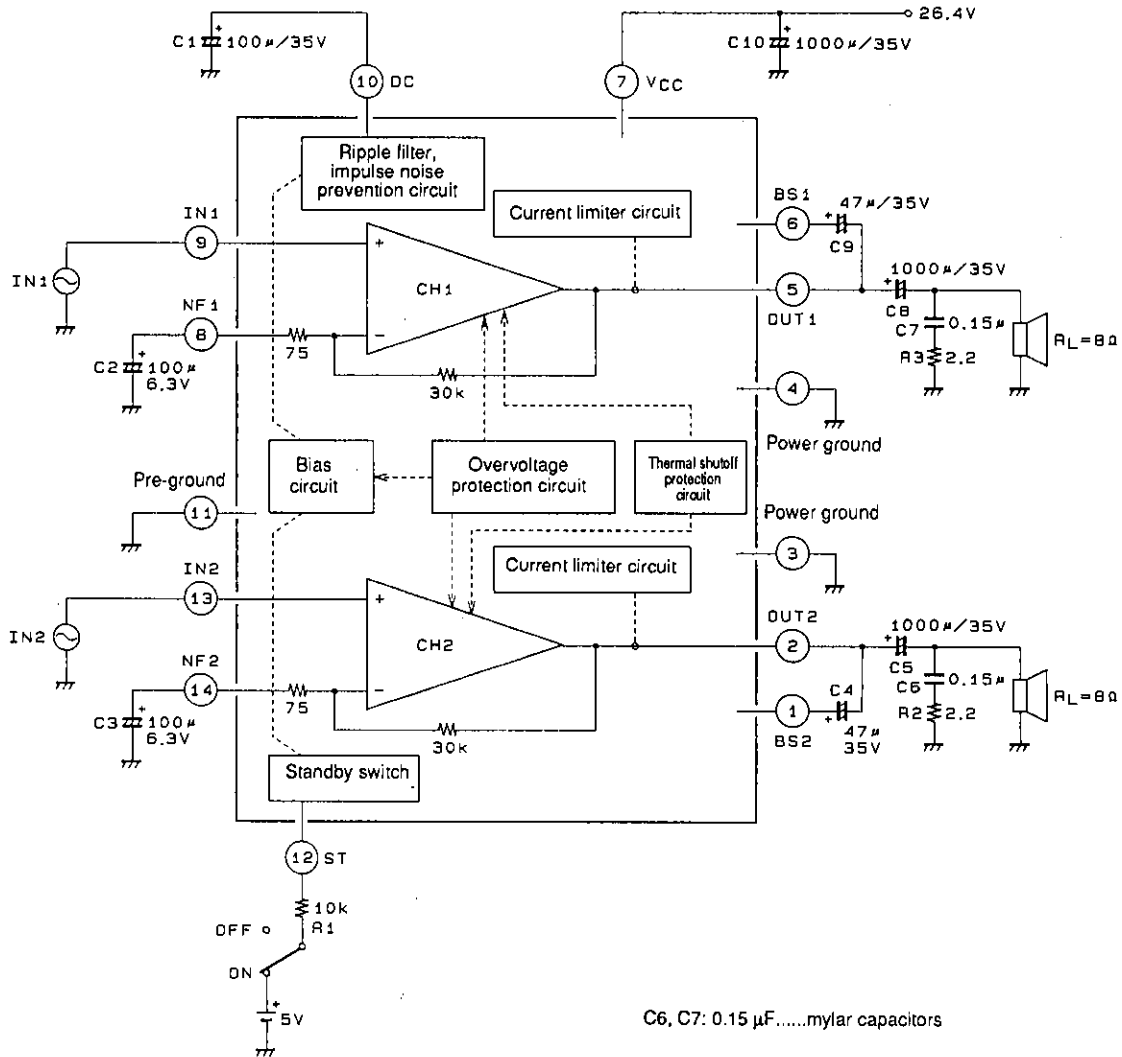 26.4V
C1 + 100μ/35V
C10 + 1000μ/35V
10 DC
7 VCC
Ripple filter,
impulse noise
prevention circuit
Current limiter circuit
IN1
9
IN1
+
CH1
BS1
6
47μ/35V
+
C9
5
OUT1
1000μ/35V
+
C8
C7 0.15μ
R3 2.2
RL=8Ω
NF1
8
75
−
30k
C2 + 100μ
6.3V
4
Power ground
Pre-ground
11
Bias
circuit
Overvoltage
protection circuit
Thermal shutoff
protection
circuit
Power ground
3
IN2
13
IN2
+
CH2
Current limiter circuit
OUT2
2
1000μ/35V
+
C5
C6 0.15μ
R2 2.2
RL=8Ω
NF2
14
75
−
30k
C3 + 100μ
6.3V
1
BS2
C4
+
47μ
35V
Standby switch
12 ST
10k
R1
OFF
ON
+
5V
C6, C7: 0.15 μF......mylar capacitors